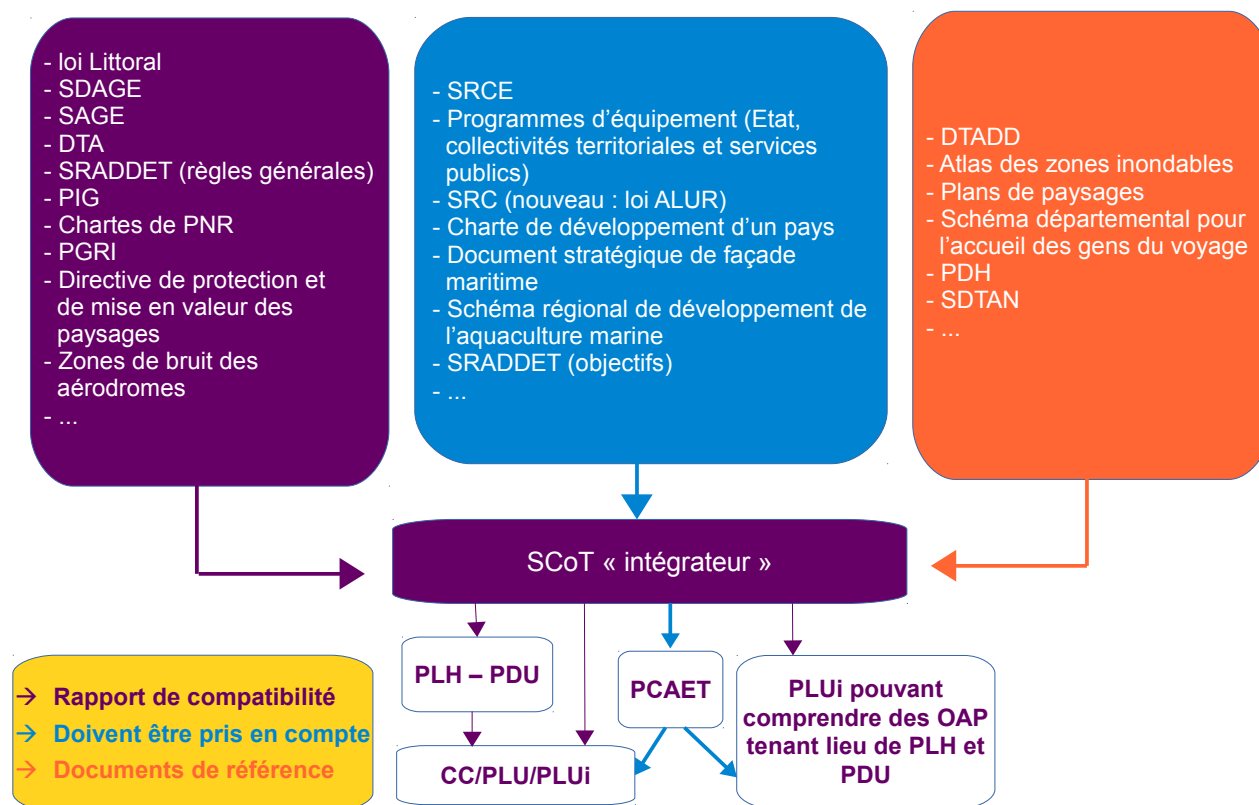 - loi Littoral
- SDAGE
- SAGE
- DTA
- SRADDET (règles générales)
- PIG
- Chartes de PNR
- PGRI
- Directive de protection et
de mise en valeur des
paysages
- Zones de bruit des
aérodromes
- ...
- SRCE
- Programmes d’équipement (Etat,
collectivités territoriales et services
publics)
- SRC (nouveau : loi ALUR)
- Charte de développement d’un pays
- Document stratégique de façade
maritime
- Schéma régional de développement de
l’aquaculture marine
- SRADDET (objectifs)
- ...
- DTADD
- Atlas des zones inondables
- Plans de paysages
- Schéma départemental pour
l’accueil des gens du voyage
- PDH
- SDTAN
- ...
SCoT « intégrateur »
PLH – PDU
PCAET
PLUi pouvant
comprendre des OAP
tenant lieu de PLH et
PDU
CC/PLU/PLUi
→ Rapport de compatibilité
→ Doivent être pris en compte
→ Documents de référence